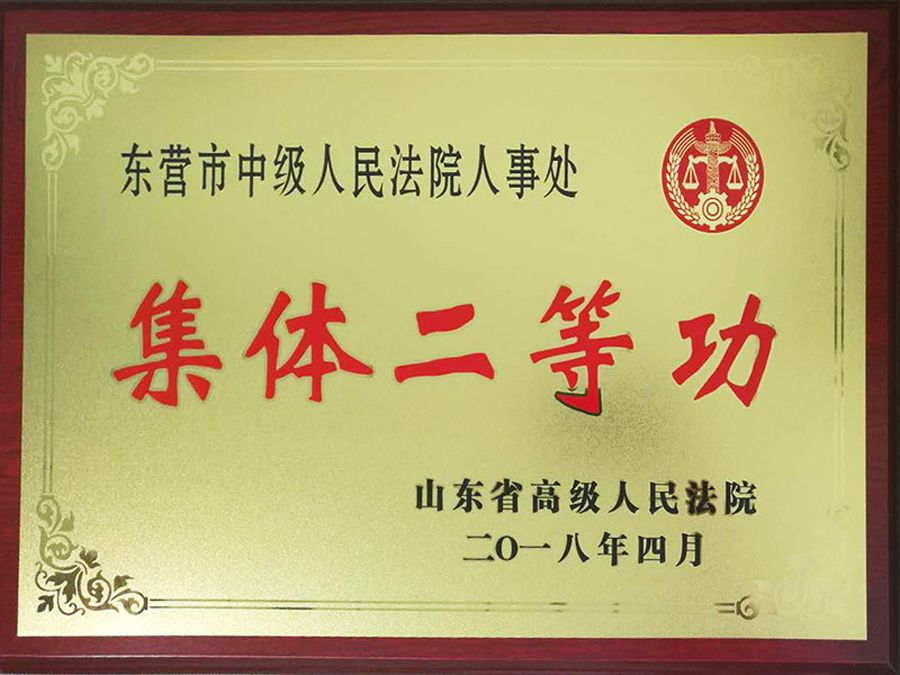 东营市中级人民法院人事处
集体二等功
山东省高级人民法院
二〇一八年四月